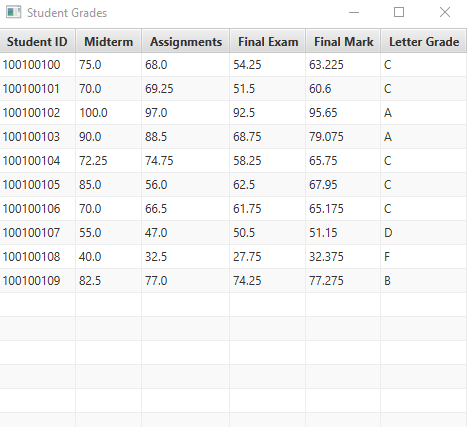 Student Grades
Student ID Midterm Assignments Final Exam Final Mark Letter Grade
100100100 75.0 68.0 54.25 63.225 C
100100101 70.0 69.25 51.5 60.6 C
100100102 100.0 97.0 92.5 95.65 A
100100103 90.0 88.5 68.75 79.075 A
100100104 72.25 74.75 58.25 65.75 C
100100105 85.0 56.0 62.5 67.95 C
100100106 70.0 66.5 61.75 65.175 C
100100107 55.0 47.0 50.5 51.15 D
100100108 40.0 32.5 27.75 32.375 F
100100109 82.5 77.0 74.25 77.275 B